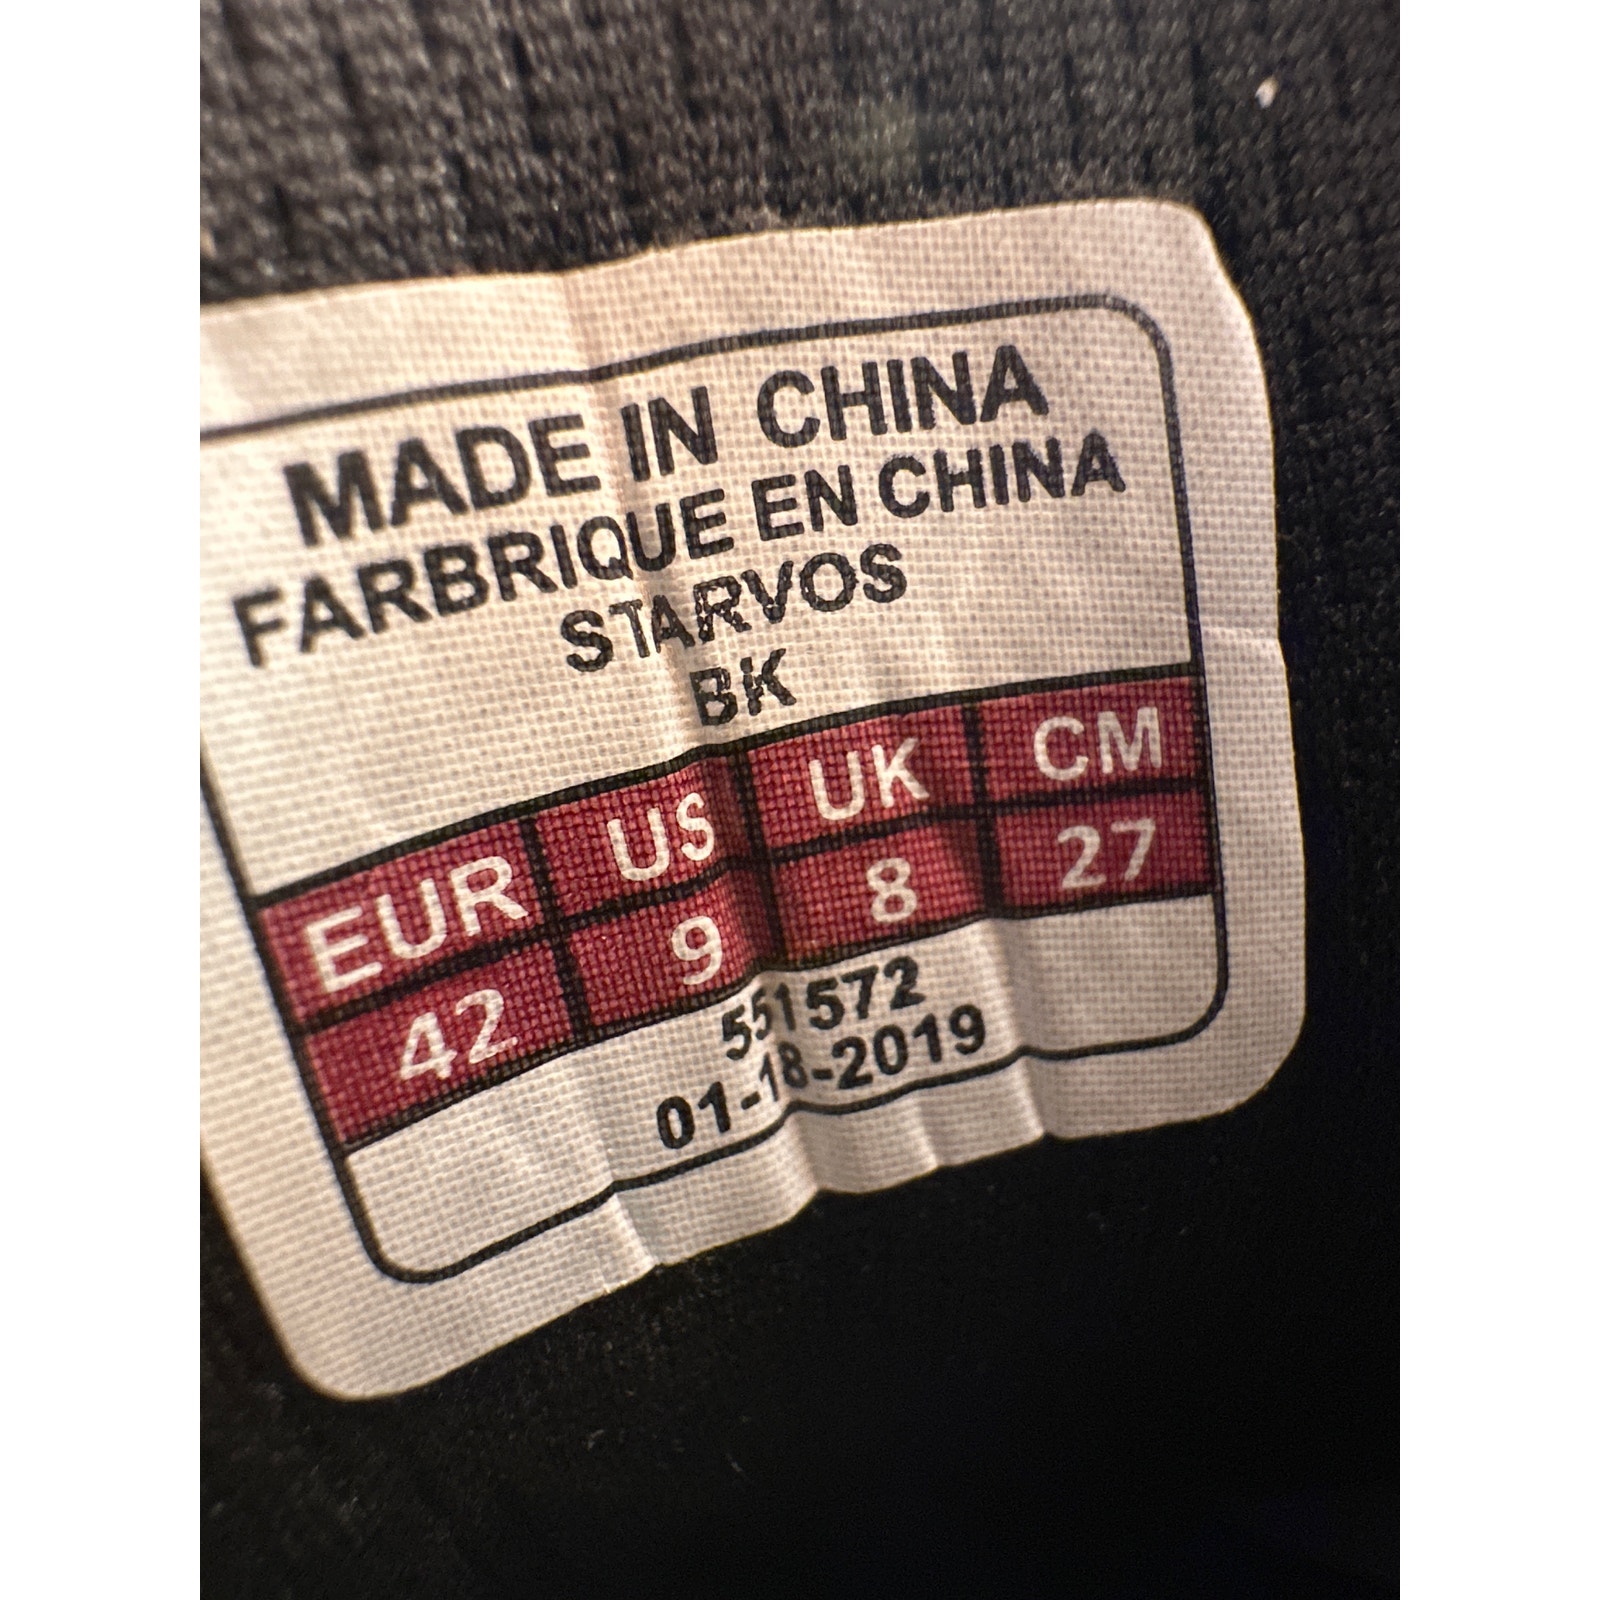 MADE IN CHINA
FARBRIQUE EN CHINA
STARVOS
BK
EUR US UK CM
42 9 8 27
551572
01-18-2019